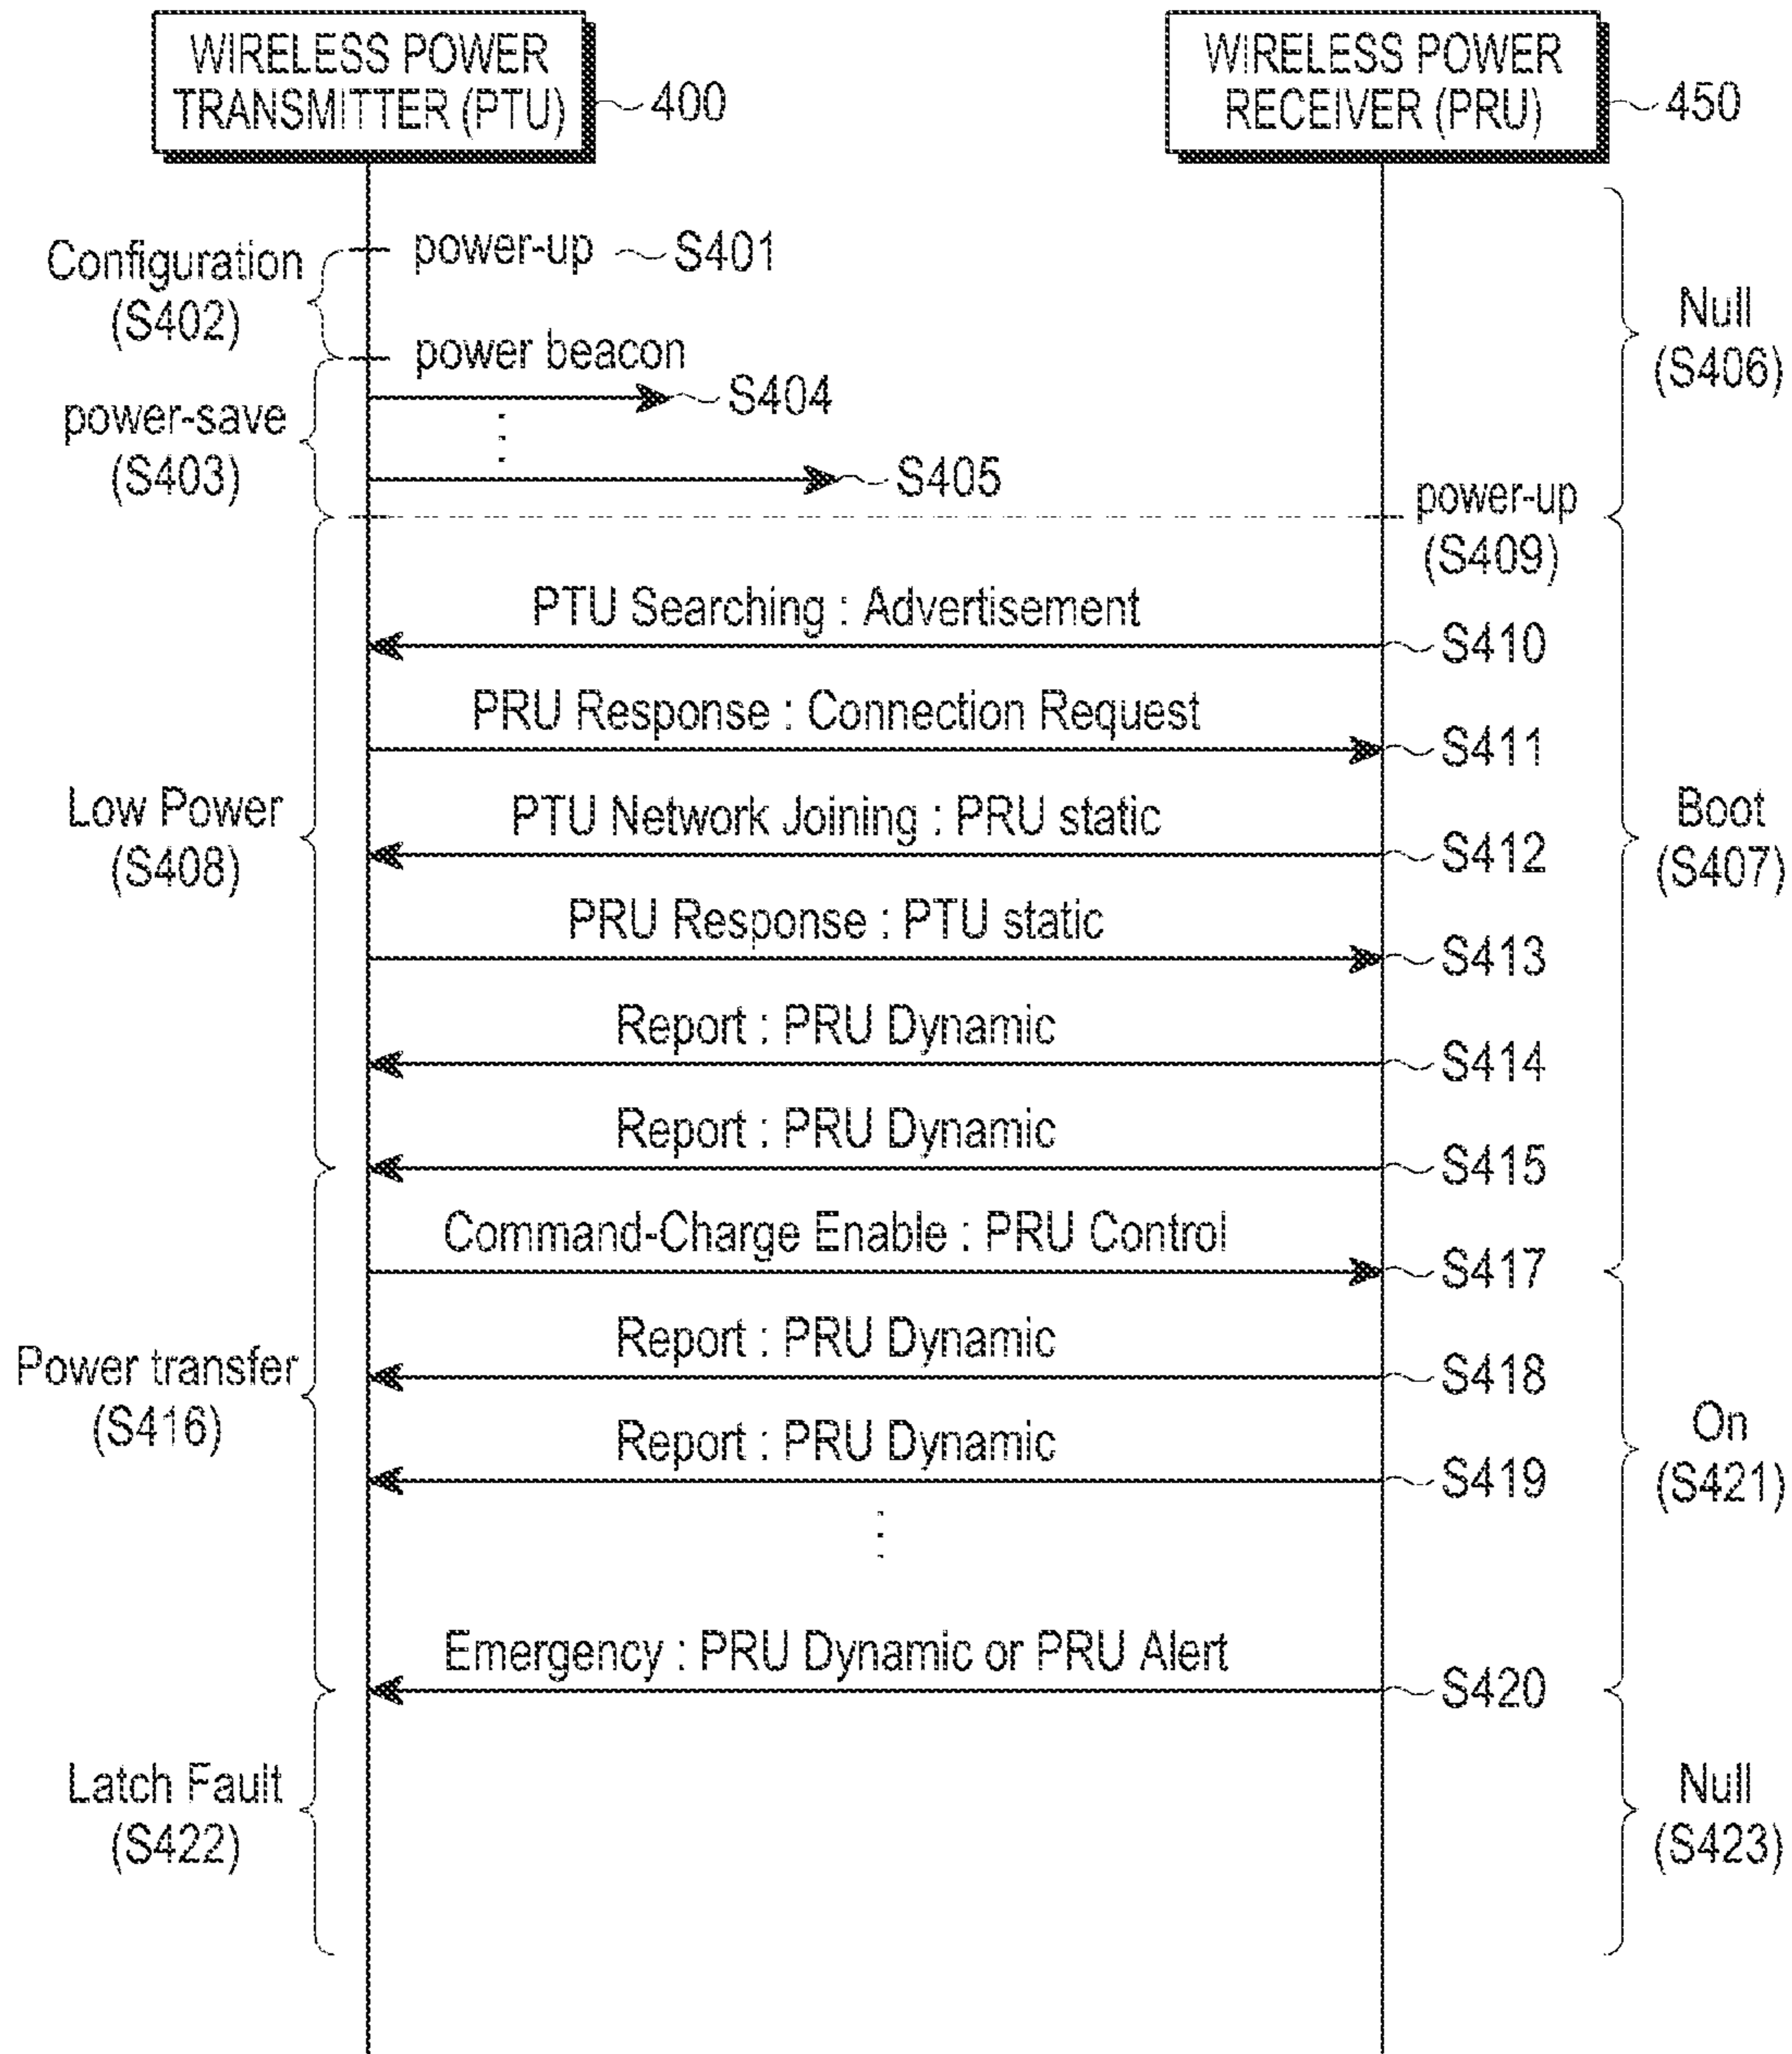 WIRELESS POWER
TRANSMITTER (PTU)
400
WIRELESS POWER
RECEIVER (PRU)
450
Configuration
(S402)
power-up
S401
Null
(S406)
power beacon
S404
power-save
(S403)
S405
power-up
(S409)
PTU Searching : Advertisement
S410
PRU Response : Connection Request
S411
Low Power
(S408)
PTU Network Joining : PRU static
S412
Boot
(S407)
PRU Response : PTU static
S413
Report : PRU Dynamic
S414
Report : PRU Dynamic
S415
Command-Charge Enable : PRU Control
S417
Power transfer
(S416)
Report : PRU Dynamic
S418
Report : PRU Dynamic
S419
On
(S421)
Emergency : PRU Dynamic or PRU Alert
S420
Latch Fault
(S422)
Null
(S423)